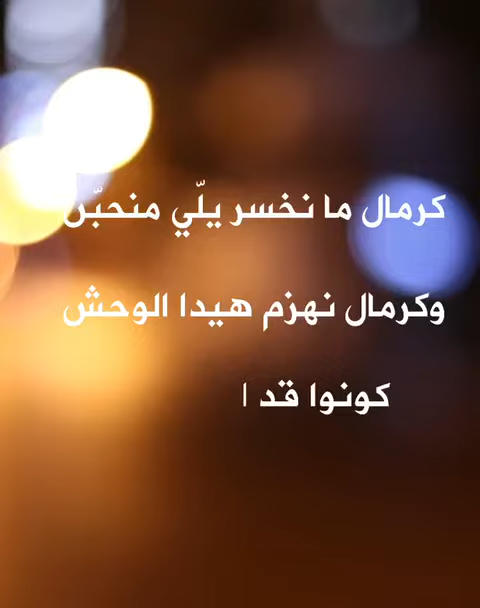 كرمال ما نخسر يلّي منحبّن
وكرمال نهزم هيدا الوحش
كونوا قد ا